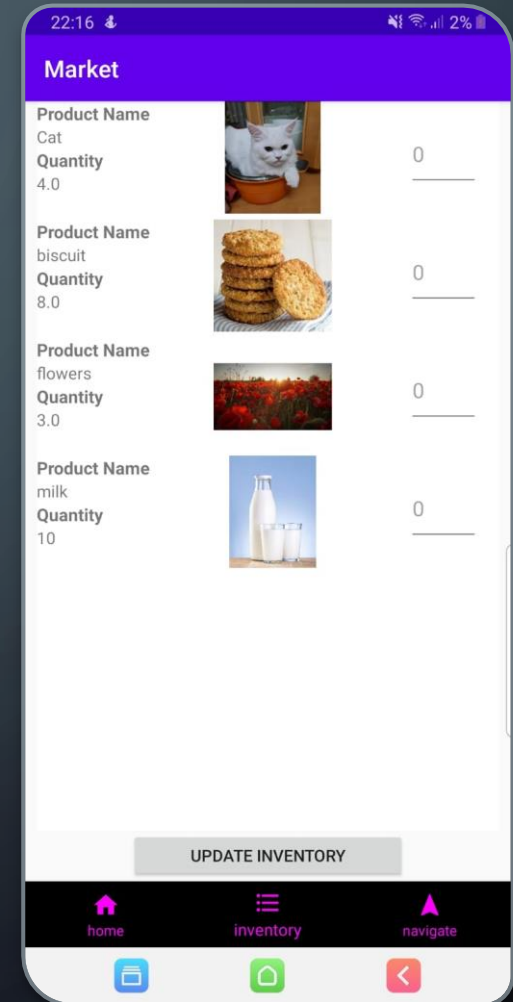 22:16 2%
Market
Product Name
Cat
Quantity
4.0
0
Product Name
biscuit
Quantity
8.0
0
Product Name
flowers
Quantity
3.0
0
Product Name
milk
Quantity
10
0
UPDATE INVENTORY
home inventory navigate